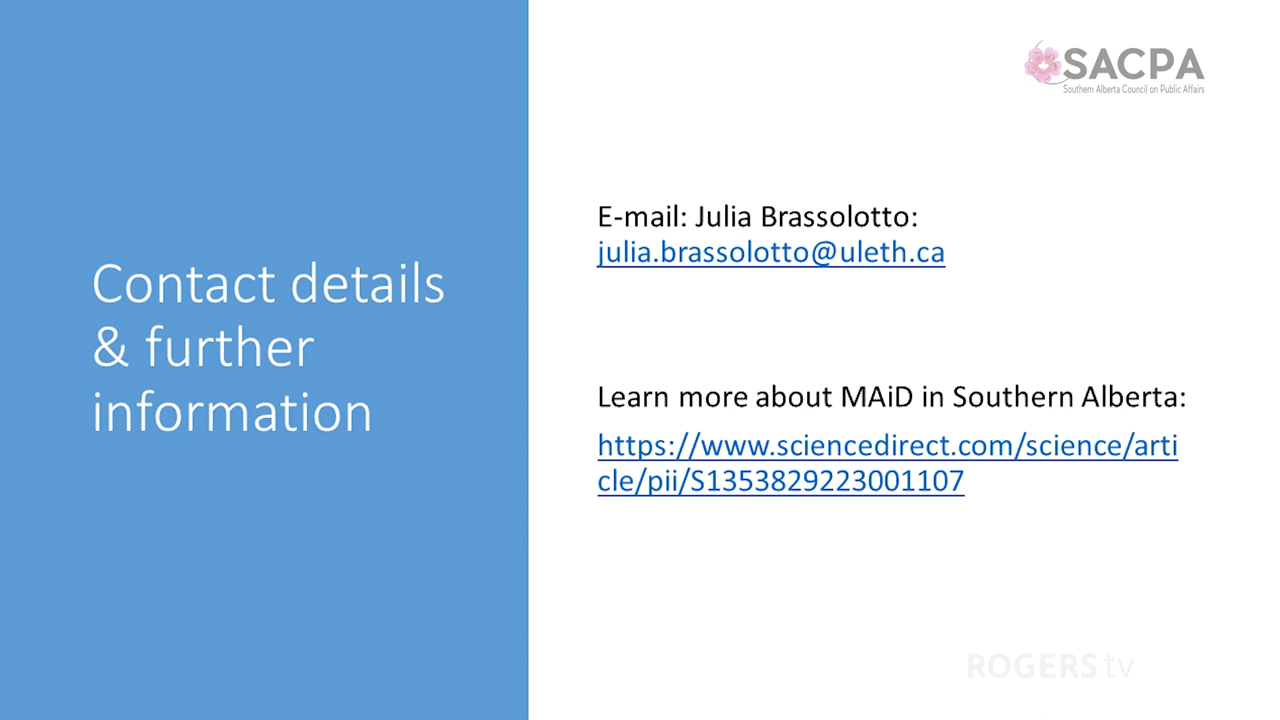 SACPA
Southern Alberta Council on Public Affairs
Contact details
& further
information
E-mail: Julia Brassolotto:
julia.brassolotto@uleth.ca
Learn more about MAiD in Southern Alberta:
https://www.sciencedirect.com/science/arti
cle/pii/S1353829223001107
ROGERS tv